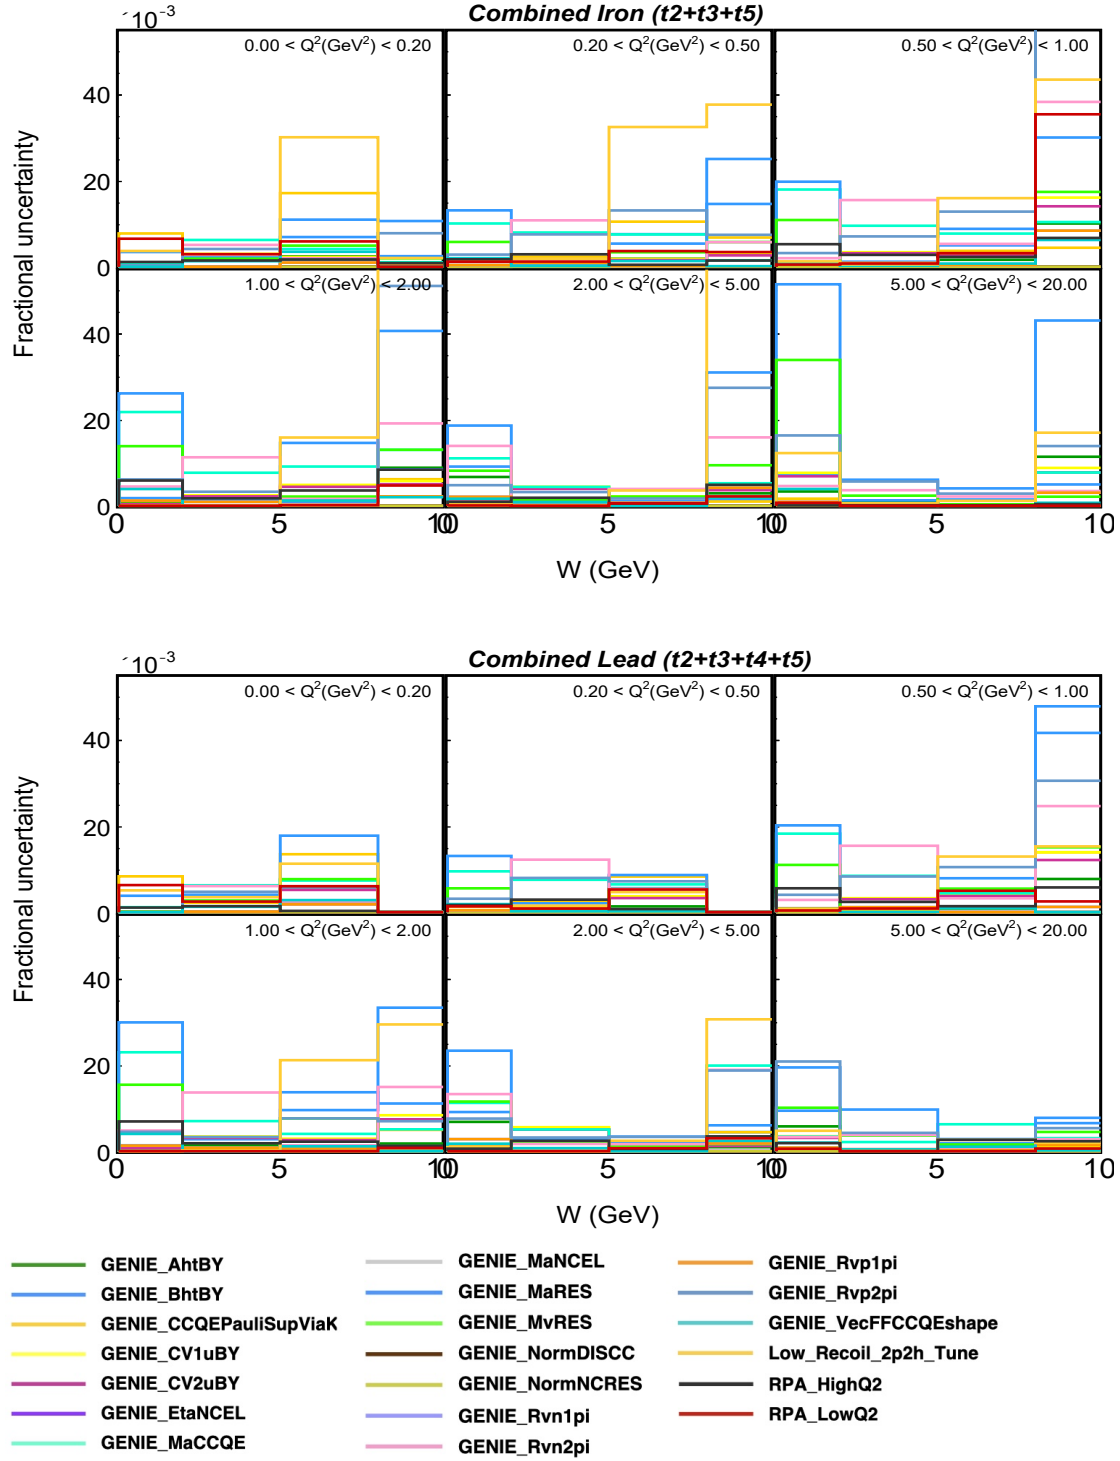 ´10⁻³ Combined Iron (t2+t3+t5)
0.00 < Q²(GeV²) < 0.20 0.20 < Q²(GeV²) < 0.50 0.50 < Q²(GeV²) < 1.00
40
20
0
Fractional uncertainty
1.00 < Q²(GeV²) < 2.00 2.00 < Q²(GeV²) < 5.00 5.00 < Q²(GeV²) < 20.00
40
20
0
0 5 10 0 5 10 0 5 10
W (GeV)
´10⁻³ Combined Lead (t2+t3+t4+t5)
0.00 < Q²(GeV²) < 0.20 0.20 < Q²(GeV²) < 0.50 0.50 < Q²(GeV²) < 1.00
40
20
0
Fractional uncertainty
1.00 < Q²(GeV²) < 2.00 2.00 < Q²(GeV²) < 5.00 5.00 < Q²(GeV²) < 20.00
40
20
0
0 5 10 0 5 10 0 5 10
W (GeV)
GENIE_AhtBY
GENIE_BhtBY
GENIE_CCQEPauliSupViaK
GENIE_CV1uBY
GENIE_CV2uBY
GENIE_EtaNCEL
GENIE_MaCCQE
GENIE_MaNCEL
GENIE_MaRES
GENIE_MvRES
GENIE_NormDISCC
GENIE_NormNCRES
GENIE_Rvn1pi
GENIE_Rvn2pi
GENIE_Rvp1pi
GENIE_Rvp2pi
GENIE_VecFFCCQEshape
Low_Recoil_2p2h_Tune
RPA_HighQ2
RPA_LowQ2